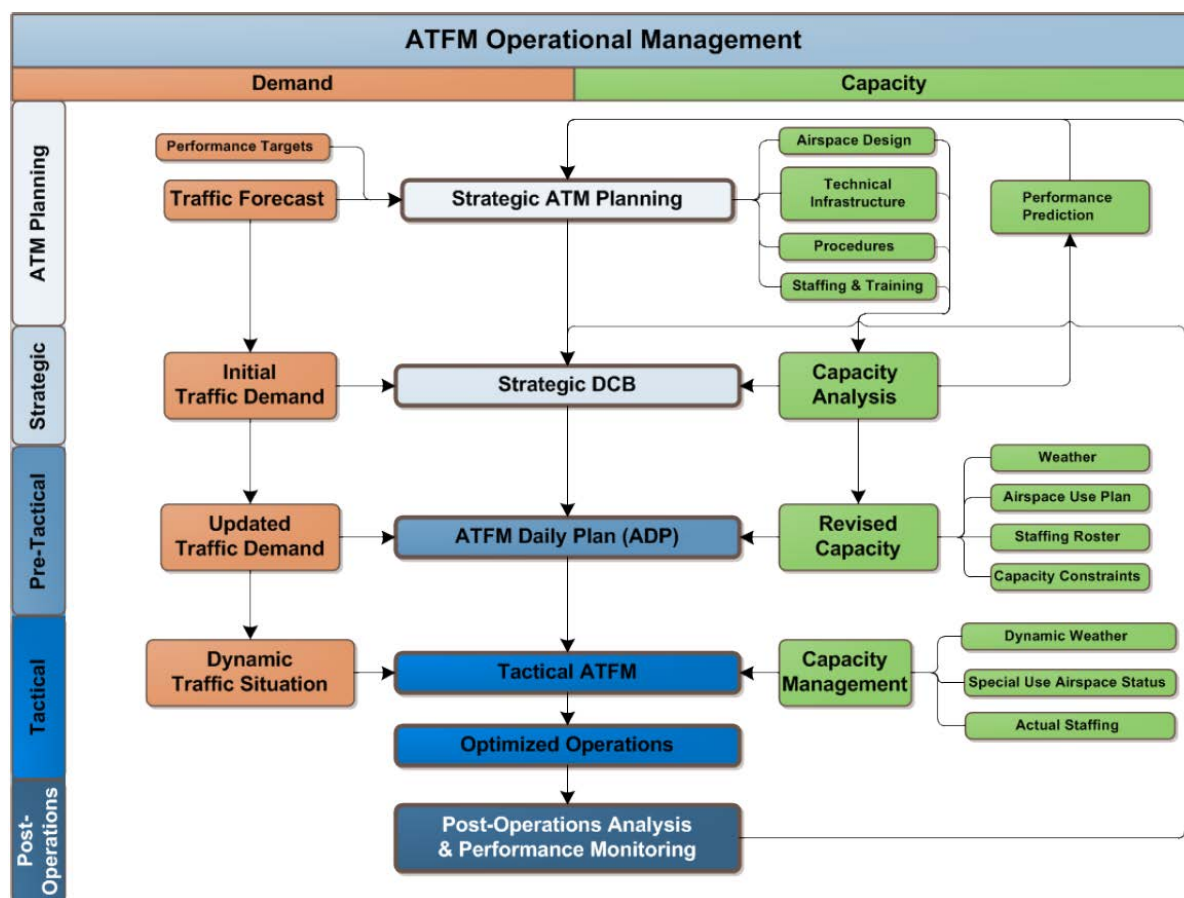 ATFM Operational Management
Demand
Capacity
ATM Planning
Performance Targets
Traffic Forecast
Strategic ATM Planning
Airspace Design
Technical
Infrastructure
Procedures
Staffing & Training
Performance
Prediction
Strategic
Initial
Traffic Demand
Strategic DCB
Capacity
Analysis
Pre-Tactical
Updated
Traffic Demand
ATFM Daily Plan (ADP)
Revised
Capacity
Weather
Airspace Use Plan
Staffing Roster
Capacity Constraints
Tactical
Dynamic
Traffic Situation
Tactical ATFM
Capacity
Management
Dynamic Weather
Special Use Airspace Status
Actual Staffing
Optimized Operations
Post-
Operations
Post-Operations Analysis
& Performance Monitoring